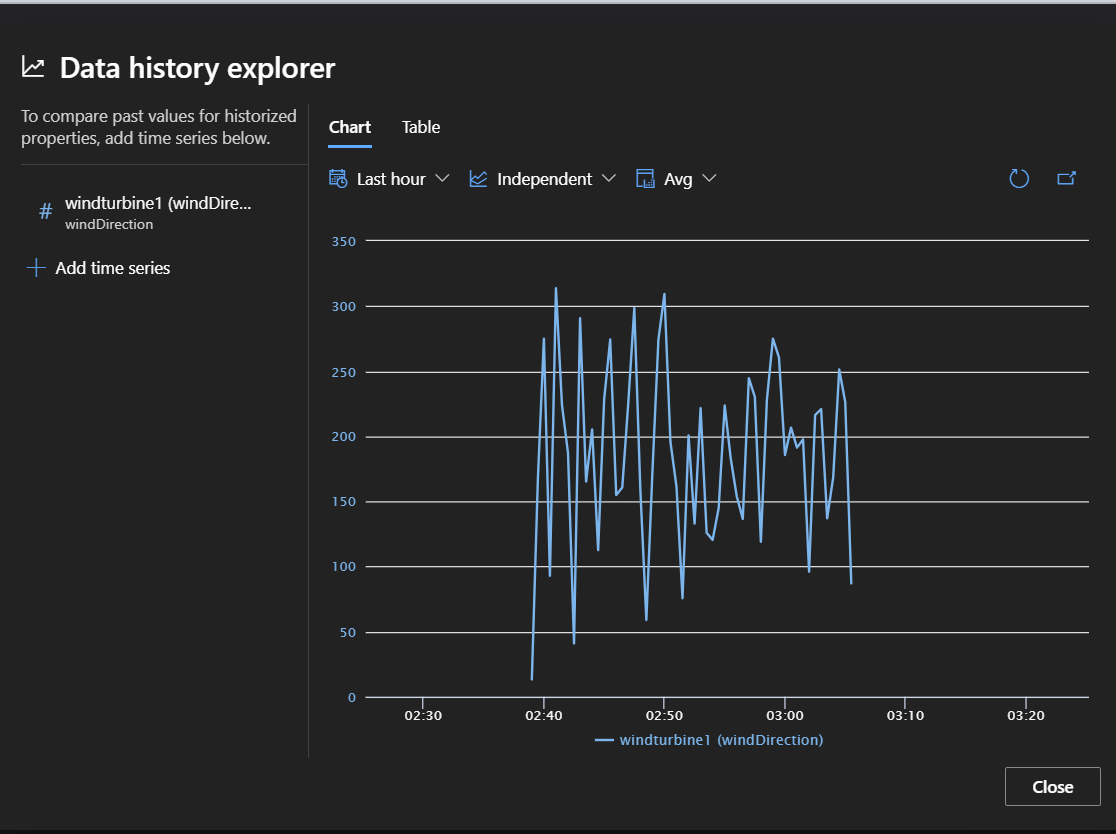 Data history explorer
To compare past values for historized
properties, add time series below.
# windturbine1 (windDire...
windDirection
Add time series
Chart Table
Last hour Independent Avg
350
300
250
200
150
100
50
0
02:30 02:40 02:50 03:00 03:10 03:20
windturbine1 (windDirection)
Close